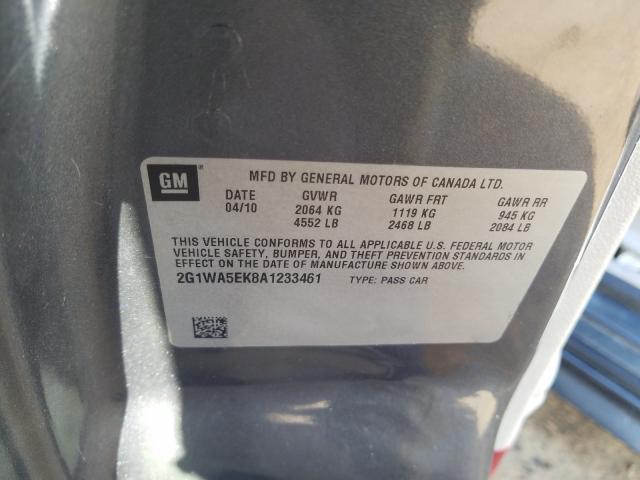 GM
MFD BY GENERAL MOTORS OF CANADA LTD.
DATE GVWR GAWR FRT GAWR RR
04/10 2064 KG 1119 KG 945 KG
4552 LB 2468 LB 2084 LB
THIS VEHICLE CONFORMS TO ALL APPLICABLE U.S. FEDERAL MOTOR
VEHICLE SAFETY, BUMPER, AND THEFT PREVENTION STANDARDS IN
EFFECT ON THE DATE OF MANUFACTURE SHOWN ABOVE.
2G1WA5EK8A1233461 TYPE: PASS CAR